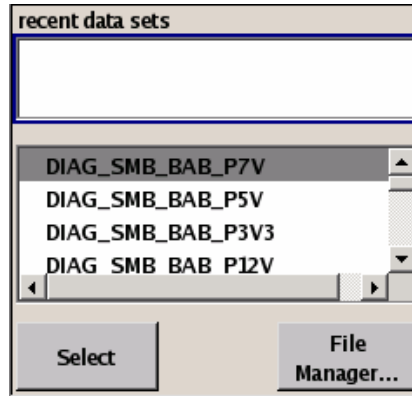 recent data sets
DIAG_SMB_BAB_P7V
DIAG_SMB_BAB_P5V
DIAG_SMB_BAB_P3V3
DIAG_SMB_BAB_P12V
Select
File
Manager...